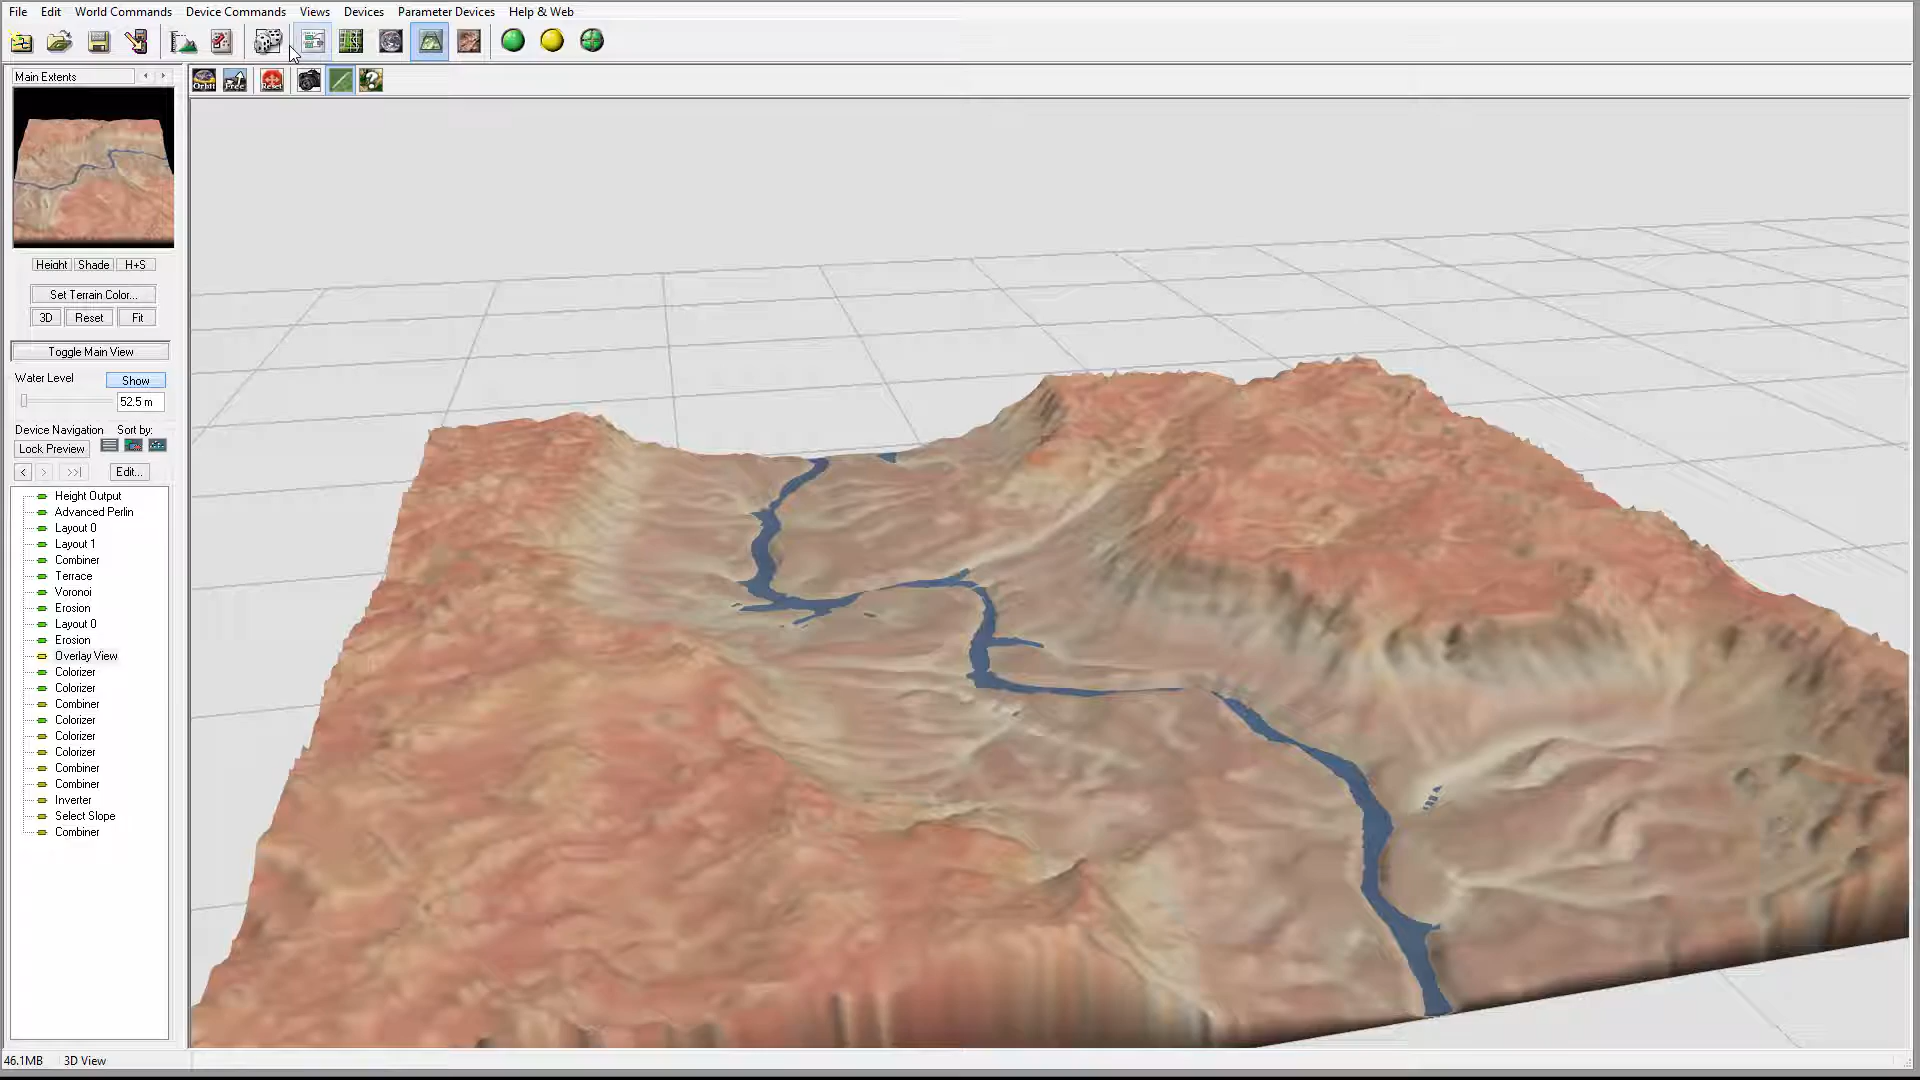 File Edit World Commands Device Commands Views Devices Parameter Devices Help & Web
Main Extents
Orbit Free Reset
Height Shade H+S
Set Terrain Color...
3D Reset Fit
Toggle Main View
Water Level Show
52.5 m
Device Navigation Sort by:
Lock Preview
< > >>| Edit...
Height Output
Advanced Perlin
Layout 0
Layout 1
Combiner
Terrace
Voronoi
Erosion
Layout 0
Erosion
Overlay View
Colorizer
Colorizer
Combiner
Colorizer
Colorizer
Colorizer
Combiner
Combiner
Inverter
Select Slope
Combiner
46.1MB 3D View